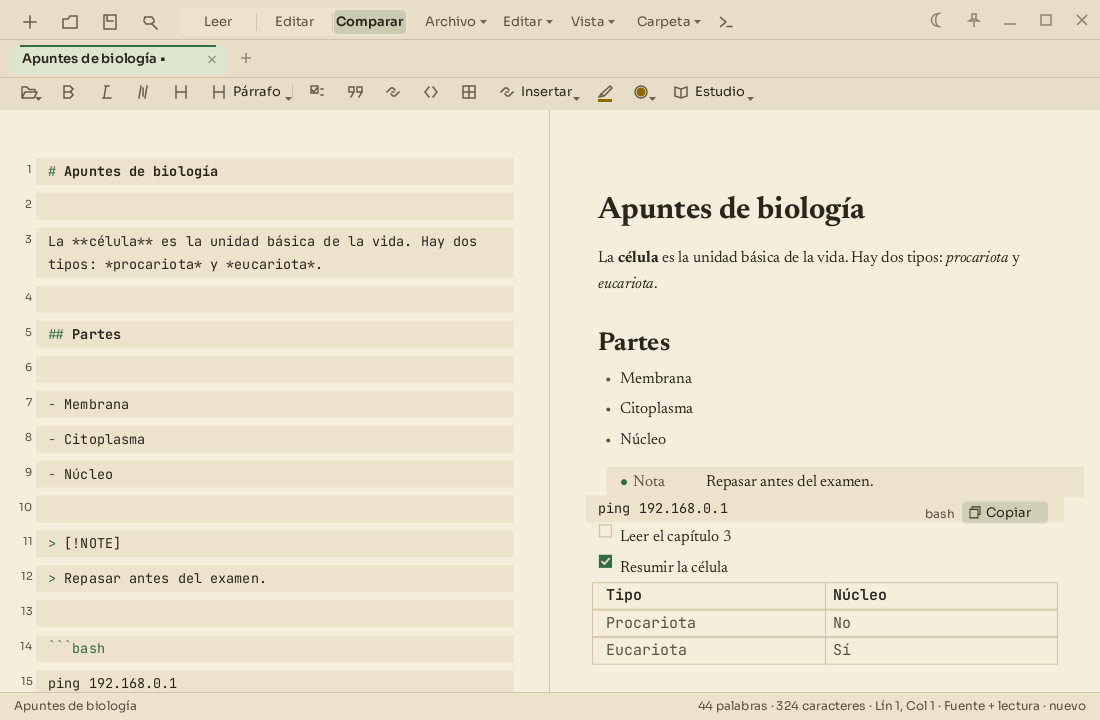 Leer Editar Comparar Archivo Editar Vista Carpeta
Apuntes de biología •
Párrafo Insertar Estudio
1 # Apuntes de biología
2
3 La **célula** es la unidad básica de la vida. Hay dos
tipos: *procariota* y *eucariota*.
4
5 ## Partes
6
7 - Membrana
8 - Citoplasma
9 - Núcleo
10
11 > [!NOTE]
12 > Repasar antes del examen.
13
14 ```bash
15 ping 192.168.0.1
Apuntes de biología
La célula es la unidad básica de la vida. Hay dos tipos: procariota y
eucariota.
Partes
• Membrana
• Citoplasma
• Núcleo
● Nota Repasar antes del examen.
ping 192.168.0.1 bash Copiar
Leer el capítulo 3
Resumir la célula
Tipo Núcleo
Procariota No
Eucariota Sí
Apuntes de biología 44 palabras · 324 caracteres · Lín 1, Col 1 · Fuente + lectura · nuevo